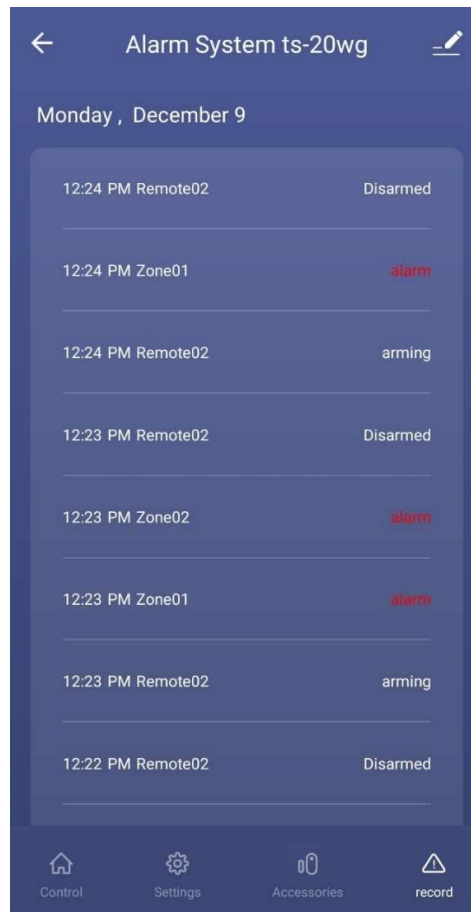 Alarm System ts-20wg
Monday , December 9
12:24 PM Remote02 Disarmed
12:24 PM Zone01 alarm
12:24 PM Remote02 arming
12:23 PM Remote02 Disarmed
12:23 PM Zone02 alarm
12:23 PM Zone01 alarm
12:23 PM Remote02 arming
12:22 PM Remote02 Disarmed
Control Settings Accessories record